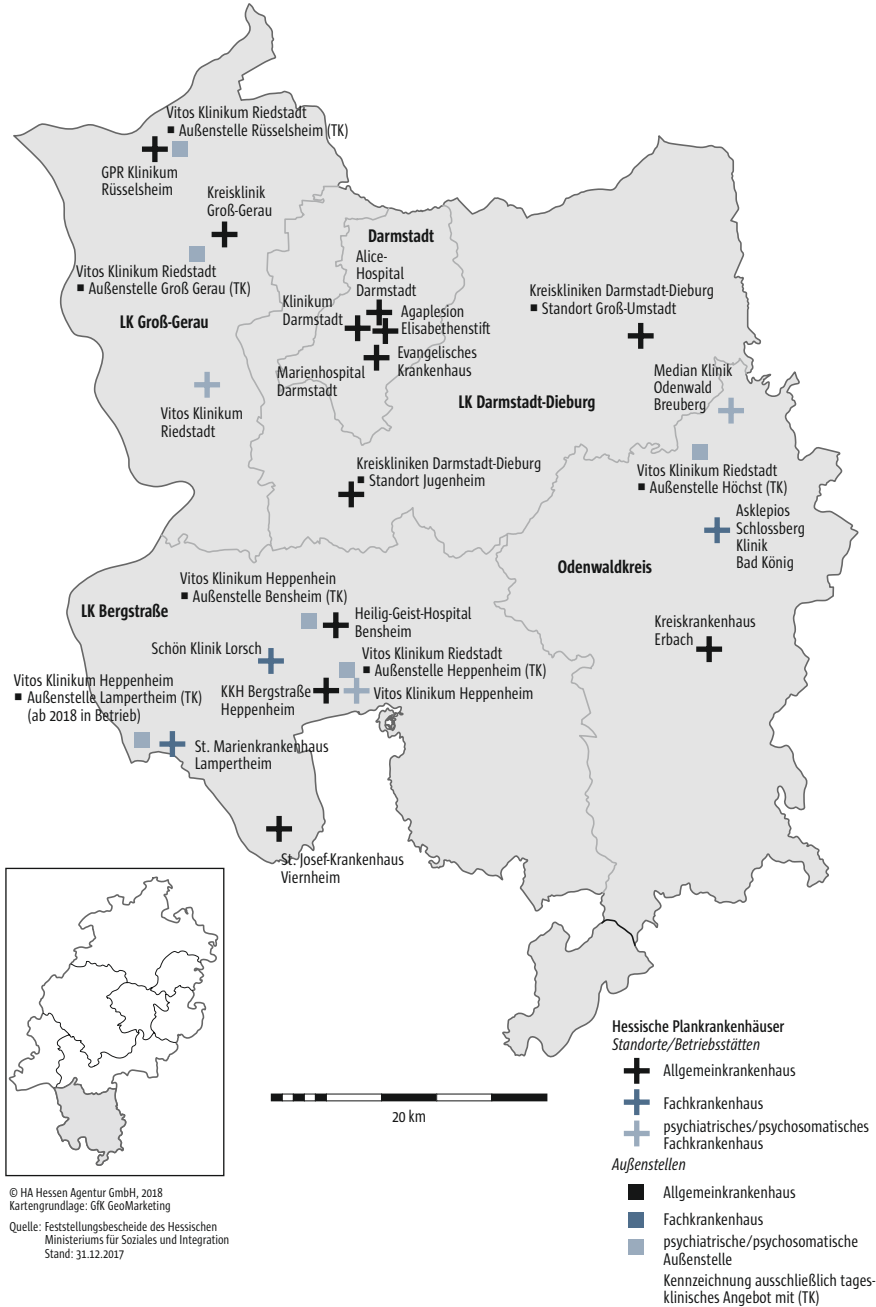 Vitos Klinikum Riedstadt
▪ Außenstelle Rüsselsheim (TK)
GPR Klinikum
Rüsselsheim
Kreisklinik
Groß-Gerau
Vitos Klinikum Riedstadt
▪ Außenstelle Groß Gerau (TK)
LK Groß-Gerau
Vitos Klinikum
Riedstadt
Darmstadt
Alice-
Hospital
Darmstadt
Klinikum
Darmstadt
Agaplesion
Elisabethenstift
Evangelisches
Krankenhaus
Marienhospital
Darmstadt
Kreiskliniken Darmstadt-Dieburg
▪ Standort Groß-Umstadt
LK Darmstadt-Dieburg
Median Klinik
Odenwald
Breuberg
Vitos Klinikum Riedstadt
▪ Außenstelle Höchst (TK)
Kreiskliniken Darmstadt-Dieburg
▪ Standort Jugenheim
Asklepios
Schlossberg
Klinik
Bad König
Odenwaldkreis
Kreiskrankenhaus
Erbach
Vitos Klinikum Heppenhein
▪ Außenstelle Bensheim (TK)
LK Bergstraße
Heilig-Geist-Hospital
Bensheim
Schön Klinik Lorsch
Vitos Klinikum Riedstadt
▪ Außenstelle Heppenheim (TK)
KKH Bergstraße
Heppenheim
Vitos Klinikum Heppenheim
Vitos Klinikum Heppenheim
▪ Außenstelle Lampertheim (TK)
(ab 2018 in Betrieb)
St. Marienkrankenhaus
Lampertheim
St. Josef-Krankenhaus
Viernheim
20 km
Hessische Plankrankenhäuser
Standorte/Betriebsstätten
Allgemeinkrankenhaus
Fachkrankenhaus
psychiatrisches/psychosomatisches
Fachkrankenhaus
Außenstellen
Allgemeinkrankenhaus
Fachkrankenhaus
psychiatrische/psychosomatische
Außenstelle
Kennzeichnung ausschließlich tages-
klinisches Angebot mit (TK)
© HA Hessen Agentur GmbH, 2018
Kartengrundlage: GfK GeoMarketing
Quelle: Feststellungsbescheide des Hessischen
Ministeriums für Soziales und Integration
Stand: 31.12.2017